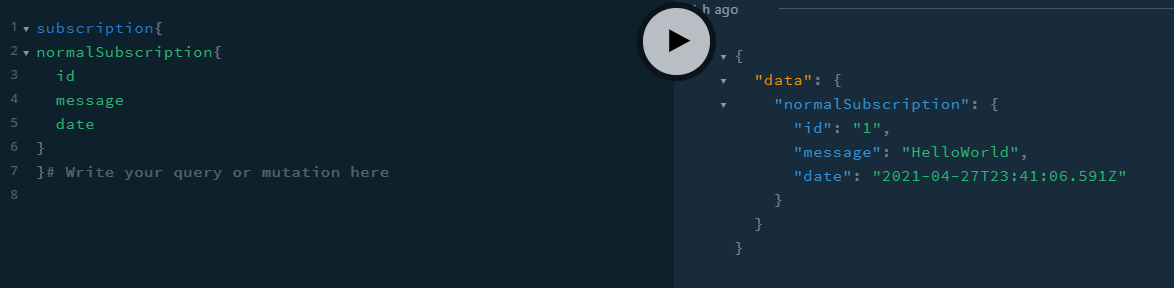 1 subscription{
2 normalSubscription{
3 id
4 message
5 date
6 }
7 }# Write your query or mutation here
8
h ago
{
"data": {
"normalSubscription": {
"id": "1",
"message": "HelloWorld",
"date": "2021-04-27T23:41:06.591Z"
}
}
}